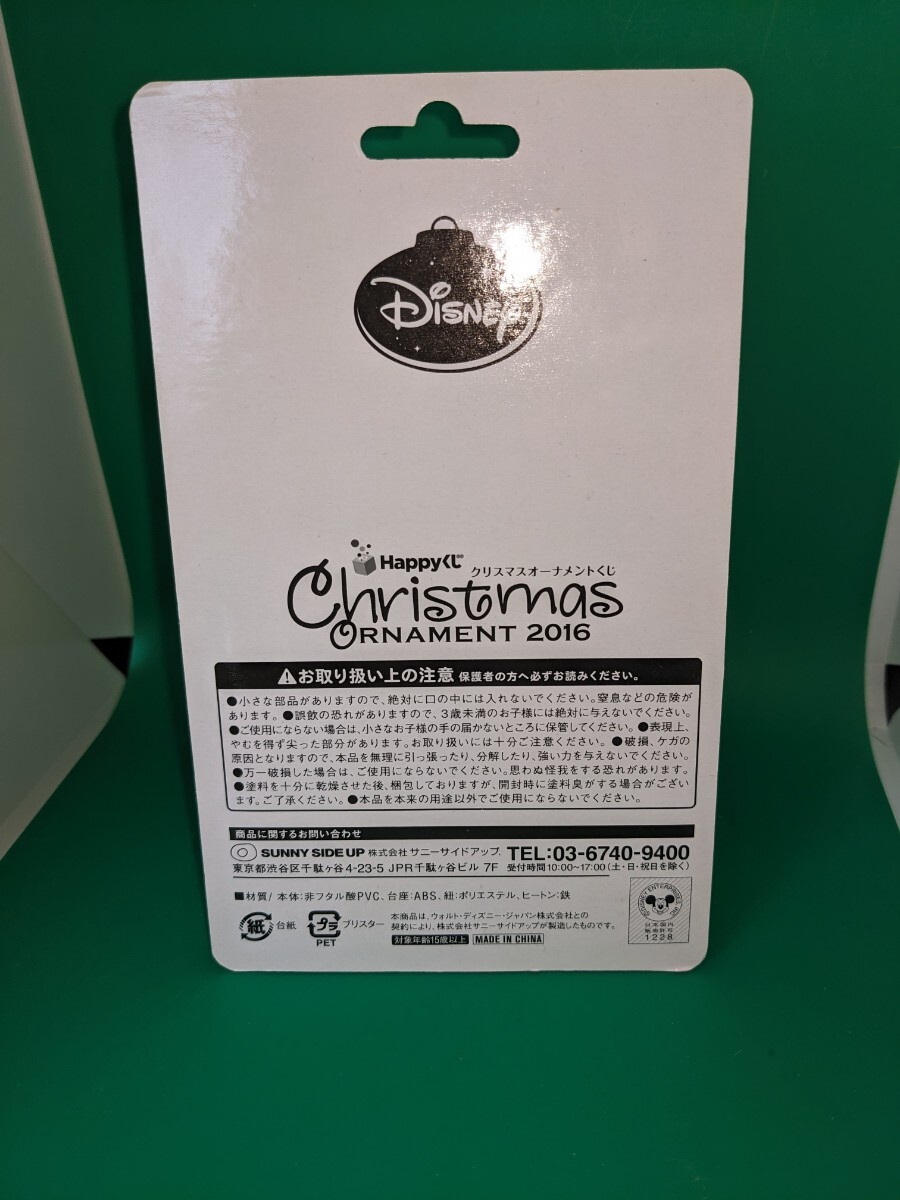 Disney
Happyくじ クリスマスオーナメントくじ
Christmas
ORNAMENT 2016
お取り扱い上の注意 保護者の方へ必ずお読みください。
●小さな部品がありますので、絶対に口の中には入れないでください。窒息などの危険が
あります。●誤飲の恐れがありますので、3歳未満のお子様には絶対に与えないでください。
●ご使用にならない場合は、小さなお子様の手の届かないところに保管してください。●表現上、
やむを得ず尖った部分があります。お取り扱いには十分ご注意ください。●破損、ケガの
原因となりますので、本品を無理に引っ張ったり、分解したり、強い力を与えないでください。
●万一破損した場合は、ご使用にならないでください。思わぬ怪我をする恐れがあります。
●塗料を十分に乾燥させた後、梱包しておりますが、開封時に塗料臭がする場合がござい
ます。ご了承ください。●本品を本来の用途以外でご使用にならないでください。
商品に関するお問い合わせ
SUNNY SIDE UP 株式会社 サニーサイドアップ. TEL:03-6740-9400
東京都渋谷区千駄ヶ谷4-23-5 JPR千駄ヶ谷ビル 7F 受付時間10:00~17:00(土・日・祝日を除く)
■材質/本体:非フタル酸PVC、台座:ABS、紐:ポリエステル、ヒートン:鉄
紙 台紙 プラ ブリスター
PET
本商品は、ウォルト・ディズニー・ジャパン株式会社との
契約により、株式会社サニーサイドアップが製造したものです。
対象年齢15歳以上 MADE IN CHINA
日本国内
販売許可
1228